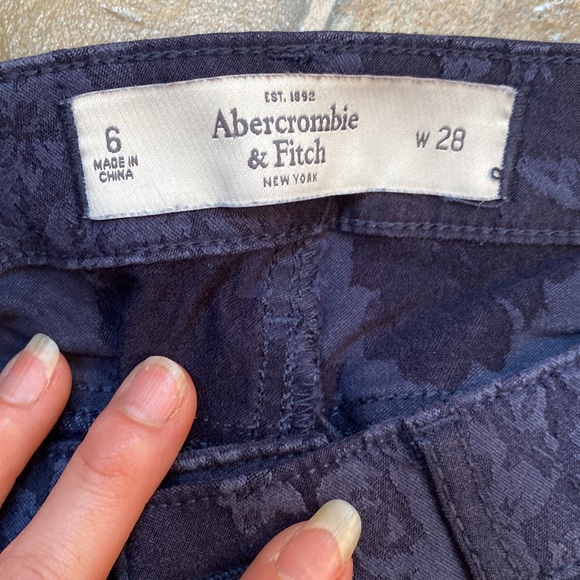 EST. 1892
Abercrombie
& Fitch
NEW YORK
6
MADE IN
CHINA
W 28